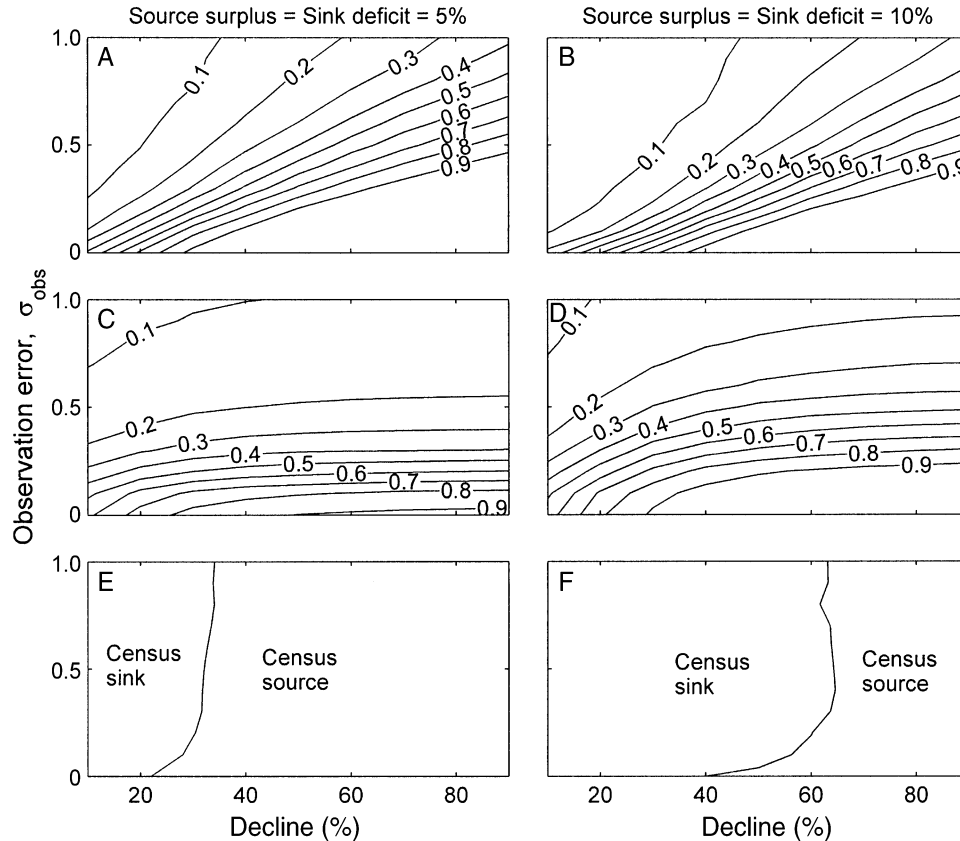 Source surplus = Sink deficit = 5%
Source surplus = Sink deficit = 10%
A
1.0
0.5
0
0.1
0.2
0.3
0.4
0.5
0.6
0.7
0.8
0.9
B
0.1
0.2
0.3
0.4
0.5
0.6
0.7
0.8
0.9
Observation error, σobs
C
1.0
0.5
0
0.1
0.2
0.3
0.4
0.5
0.6
0.7
0.8
0.9
D
0.1
0.2
0.3
0.4
0.5
0.6
0.7
0.8
0.9
E
1.0
0.5
0
Census
sink
Census
source
20
40
60
80
Decline (%)
F
Census
sink
Census
source
20
40
60
80
Decline (%)